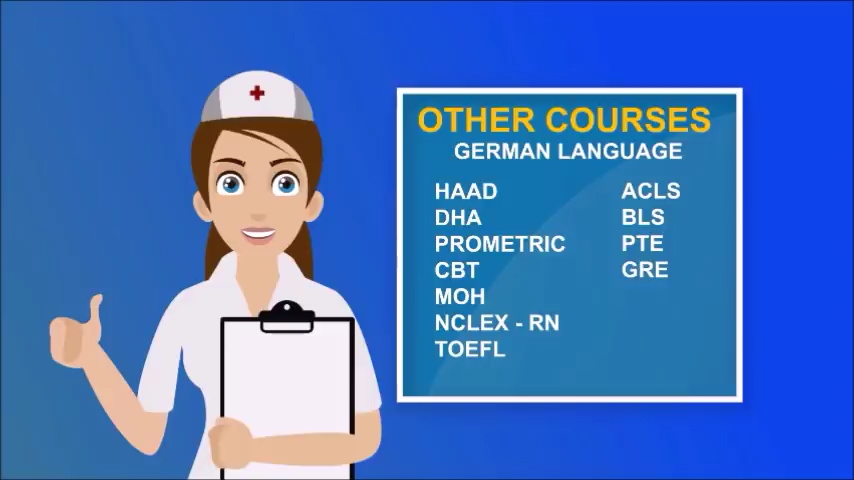 OTHER COURSES
GERMAN LANGUAGE
HAAD
DHA
PROMETRIC
CBT
MOH
NCLEX - RN
TOEFL
ACLS
BLS
PTE
GRE